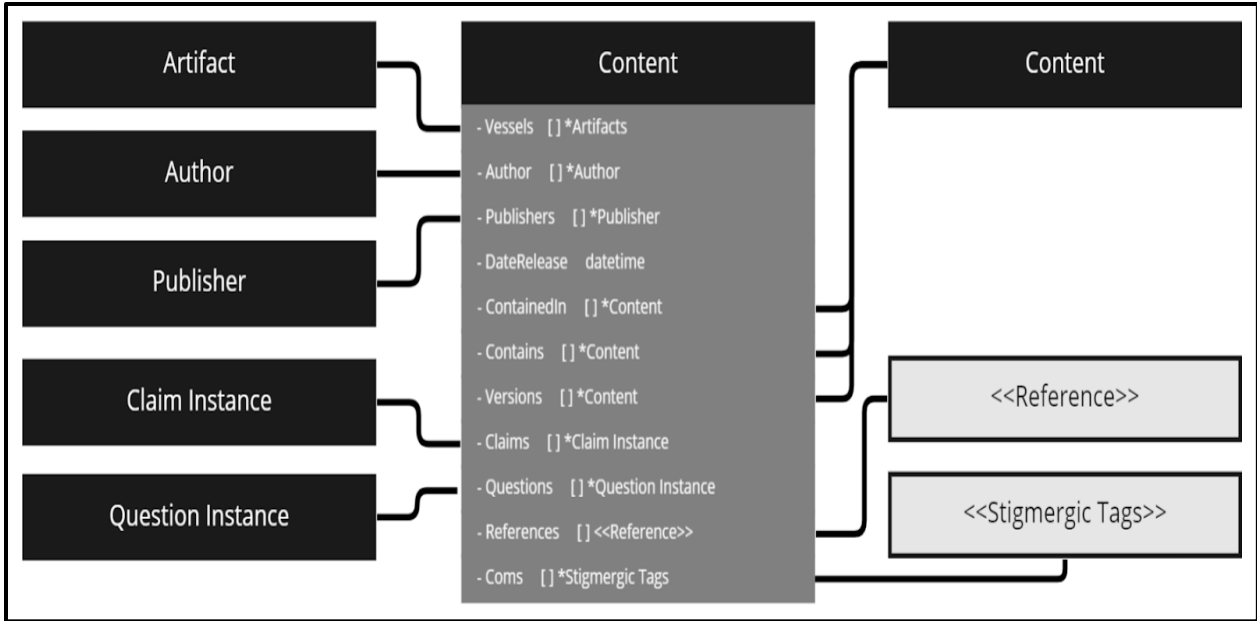 Artifact
Author
Publisher
Claim Instance
Question Instance
Content
- Vessels [ ] *Artifacts
- Author [ ] *Author
- Publishers [ ] *Publisher
- DateRelease datetime
- ContainedIn [ ] *Content
- Contains [ ] *Content
- Versions [ ] *Content
- Claims [ ] *Claim Instance
- Questions [ ] *Question Instance
- References [ ] <<Reference>>
- Coms [ ] *Stigmergic Tags
Content
<<Reference>>
<<Stigmergic Tags>>